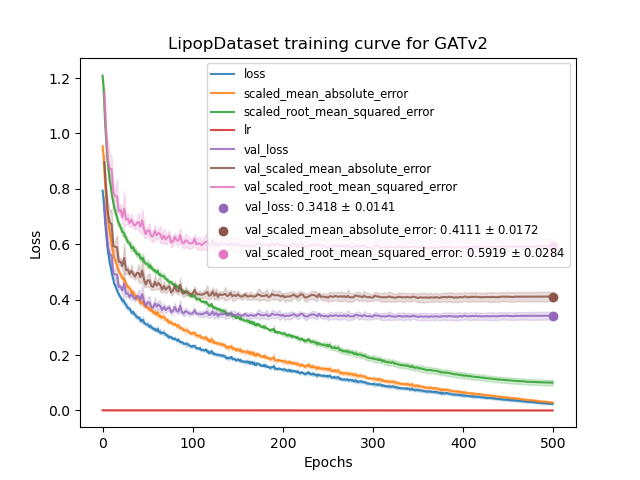 LipopDataset training curve for GATv2
loss
scaled_mean_absolute_error
scaled_root_mean_squared_error
lr
val_loss
val_scaled_mean_absolute_error
val_scaled_root_mean_squared_error
val_loss: 0.3418 ± 0.0141
val_scaled_mean_absolute_error: 0.4111 ± 0.0172
val_scaled_root_mean_squared_error: 0.5919 ± 0.0284
Loss
1.2
1.0
0.8
0.6
0.4
0.2
0.0
0 100 200 300 400 500
Epochs